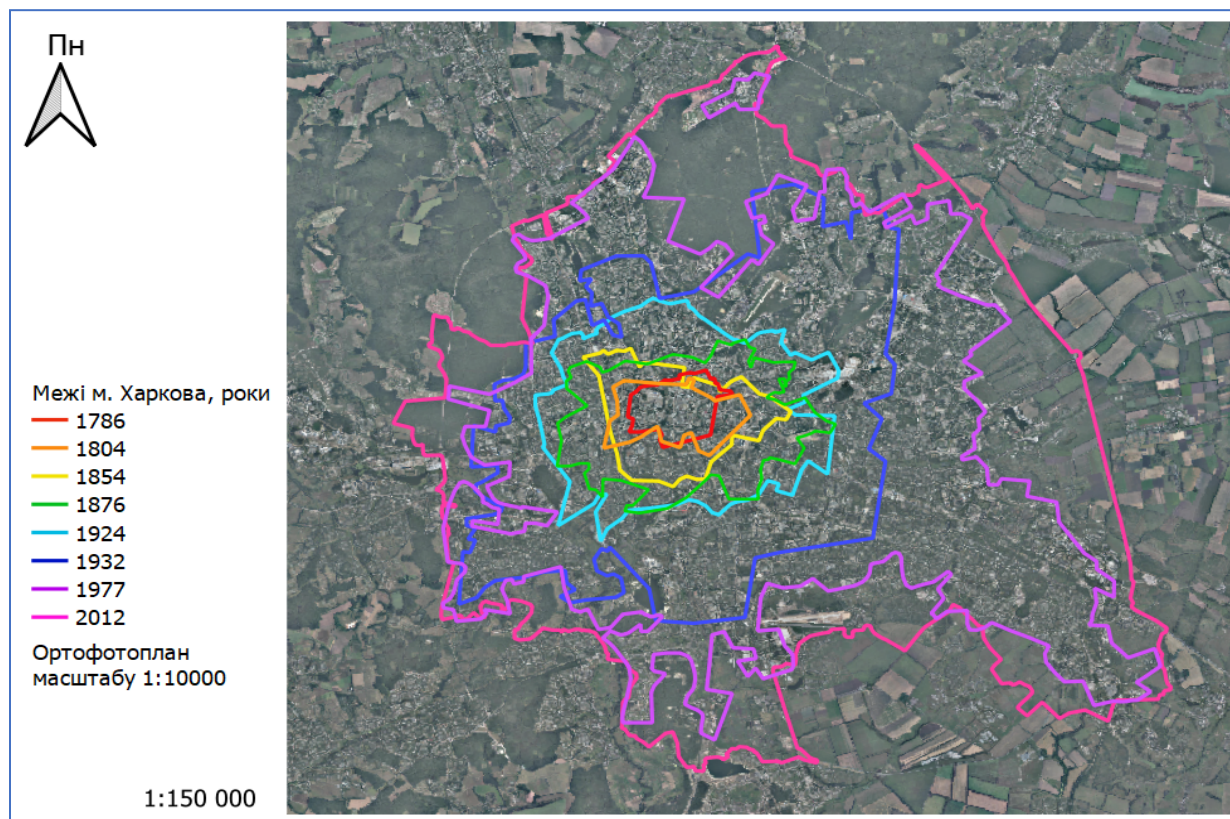 Пн
Межі м. Харкова, роки
1786
1804
1854
1876
1924
1932
1977
2012
Ортофотоплан
масштабу 1:10000
1:150 000